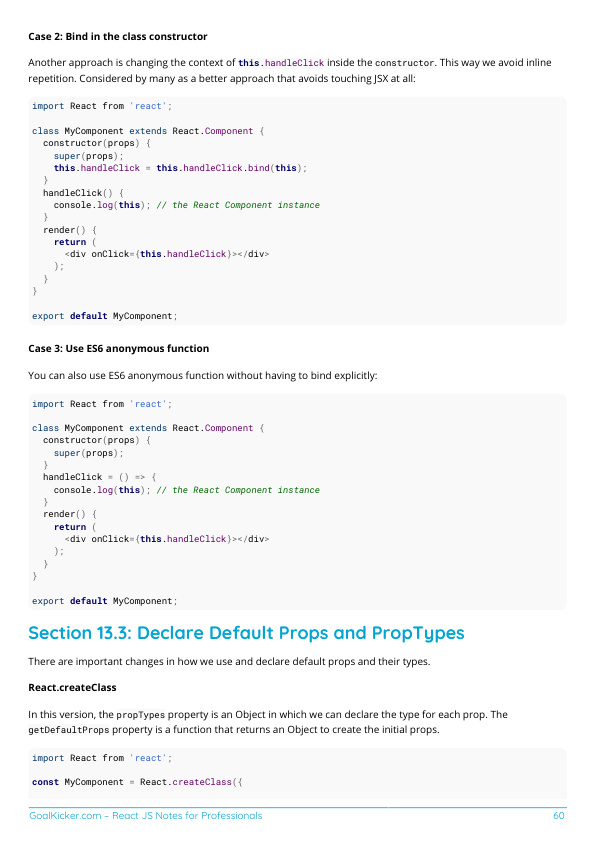 Case 2: Bind in the class constructor
Another approach is changing the context of this.handleClick inside the constructor. This way we avoid inline
repetition. Considered by many as a better approach that avoids touching JSX at all:
import React from 'react';
class MyComponent extends React.Component {
  constructor(props) {
    super(props);
    this.handleClick = this.handleClick.bind(this);
  }
  handleClick() {
    console.log(this); // the React Component instance
  }
  render() {
    return (
      <div onClick={this.handleClick}></div>
    );
  }
}
export default MyComponent;
Case 3: Use ES6 anonymous function
You can also use ES6 anonymous function without having to bind explicitly:
import React from 'react';
class MyComponent extends React.Component {
  constructor(props) {
    super(props);
  }
  handleClick = () => {
    console.log(this); // the React Component instance
  }
  render() {
    return (
      <div onClick={this.handleClick}></div>
    );
  }
}
export default MyComponent;
Section 13.3: Declare Default Props and PropTypes
There are important changes in how we use and declare default props and their types.
React.createClass
In this version, the propTypes property is an Object in which we can declare the type for each prop. The
getDefaultProps property is a function that returns an Object to create the initial props.
import React from 'react';
const MyComponent = React.createClass({
GoalKicker.com – React JS Notes for Professionals 60